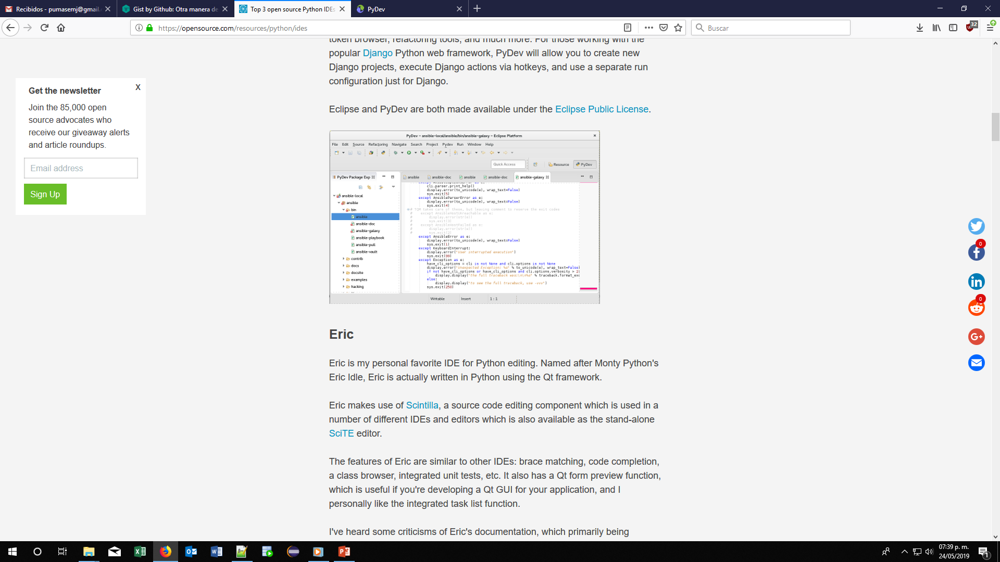 Recibidos - pumasemj@gmail.
Gist by Github: Otra manera de
Top 3 open source Python IDEs
PyDev
https://opensource.com/resources/python/ides
Buscar
32
token browser, refactoring tools, and much more. For those working with the
popular Django Python web framework, PyDev will allow you to create new
Django projects, execute Django actions via hotkeys, and use a separate run
configuration just for Django.
Get the newsletter
X
Join the 85,000 open
source advocates who
receive our giveaway alerts
and article roundups.
Email address
Sign Up
Eclipse and PyDev are both made available under the Eclipse Public License.
PyDev - ansible-local/ansible/bin/ansible-galaxy - Eclipse Platform
File Edit Source Refactoring Navigate Search Project Pydev Run Window Help
Quick Access
Resource
PyDev
PyDev Package Exp
ansible
ansible-doc
ansible
ansible-doc
ansible-galaxy
ansible-local
ansible
bin
ansible
ansible-doc
ansible-galaxy
ansible-playbook
ansible-pull
ansible-vault
contrib
docs
docsite
examples
hacking
except AnsibleOptionsError as e:
cli.parser.print_help()
display.error(to_unicode(e), wrap_text=False)
sys.exit(5)
except AnsibleParserError as e:
display.error(to_unicode(e), wrap_text=False)
sys.exit(4)
# TQM takes care of these, but leaving comment to reserve the exit codes
# except AnsibleHostUnreachable as e:
# display.error(str(e))
# sys.exit(3)
# except AnsibleHostFailed as e:
# display.error(str(e))
# sys.exit(2)
except AnsibleError as e:
display.error(to_unicode(e), wrap_text=False)
sys.exit(1)
except KeyboardInterrupt:
display.error("User interrupted execution")
sys.exit(99)
except Exception as e:
have_cli_options = cli is not None and cli.options is not None
display.error("Unexpected Exception: %s" % to_unicode(e), wrap_text=False)
if not have_cli_options or have_cli_options and cli.options.verbosity > 2:
display.display("the full traceback was:\n\n%s" % traceback.format_exc
else:
display.display("to see the full traceback, use -vvv")
sys.exit(250)
Writable
Insert
1 : 1
Eric
Eric is my personal favorite IDE for Python editing. Named after Monty Python's
Eric Idle, Eric is actually written in Python using the Qt framework.
Eric makes use of Scintilla, a source code editing component which is used in a
number of different IDEs and editors which is also available as the stand-alone
SciTE editor.
The features of Eric are similar to other IDEs: brace matching, code completion,
a class browser, integrated unit tests, etc. It also has a Qt form preview function,
which is useful if you're developing a Qt GUI for your application, and I
personally like the integrated task list function.
I've heard some criticisms of Eric's documentation, which primarily being
0
0
G+
07:39 p. m.
24/05/2019
1